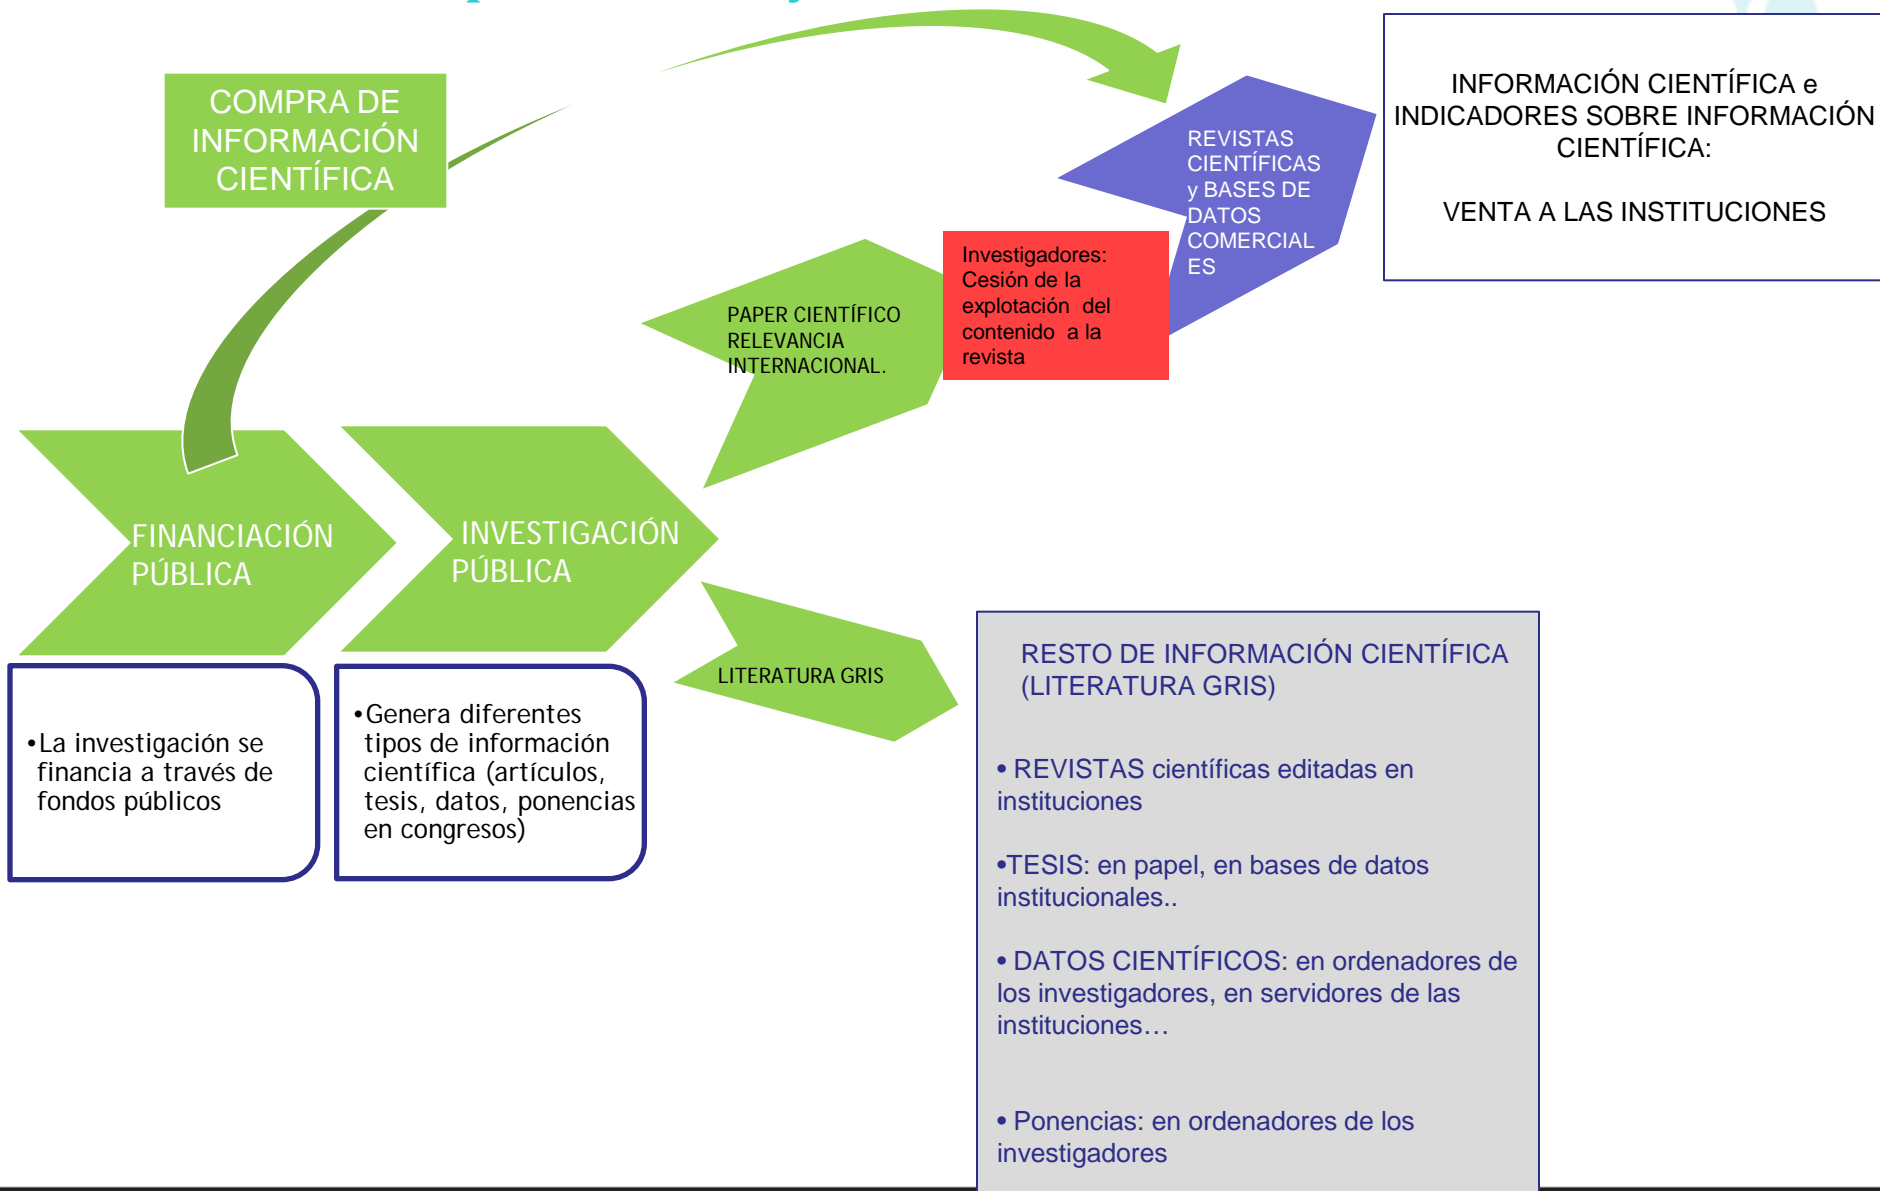 COMPRA DE
INFORMACIÓN
CIENTÍFICA
REVISTAS
CIENTÍFICAS
y BASES DE
DATOS
COMERCIAL
ES
INFORMACIÓN CIENTÍFICA e
INDICADORES SOBRE INFORMACIÓN
CIENTÍFICA:
VENTA A LAS INSTITUCIONES
PAPER CIENTÍFICO
RELEVANCIA
INTERNACIONAL.
Investigadores:
Cesión de la
explotación del
contenido a la
revista
FINANCIACIÓN
PÚBLICA
INVESTIGACIÓN
PÚBLICA
•La investigación se
financia a través de
fondos públicos
•Genera diferentes
tipos de información
científica (artículos,
tesis, datos, ponencias
en congresos)
LITERATURA GRIS
RESTO DE INFORMACIÓN CIENTÍFICA
(LITERATURA GRIS)
• REVISTAS científicas editadas en
instituciones
•TESIS: en papel, en bases de datos
institucionales..
• DATOS CIENTÍFICOS: en ordenadores de
los investigadores, en servidores de las
instituciones…
• Ponencias: en ordenadores de los
investigadores